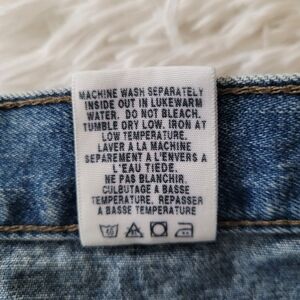 MACHINE WASH SEPARATELY
INSIDE OUT IN LUKEWARM
WATER. DO NOT BLEACH.
TUMBLE DRY LOW. IRON AT
LOW TEMPERATURE.
LAVER A LA MACHINE
SEPAREMENT A L'ENVERS A
L'EAU TIEDE.
NE PAS BLANCHIR.
CULBUTAGE A BASSE
TEMPERATURE. REPASSER
A BASSE TEMPERATURE